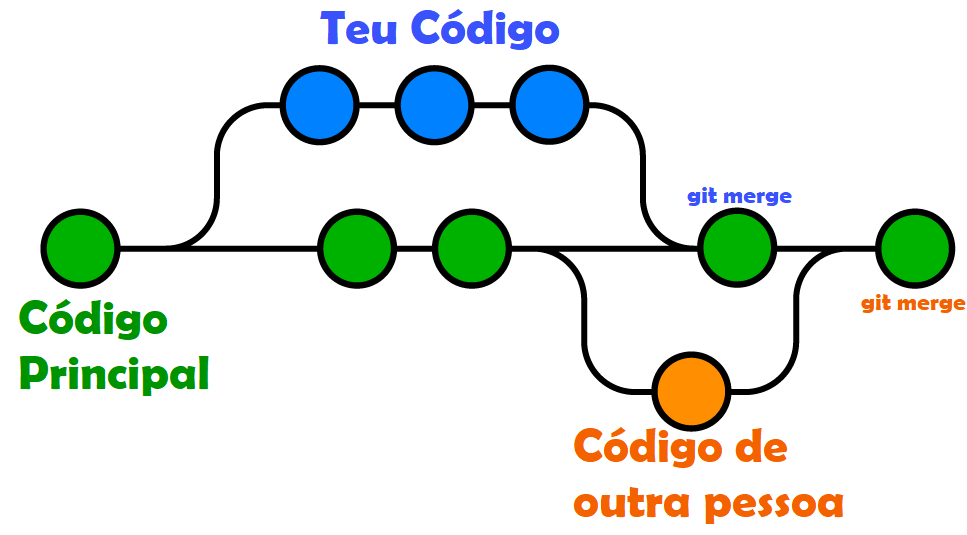 Teu Código
git merge
Código
Principal
git merge
Código de
outra pessoa